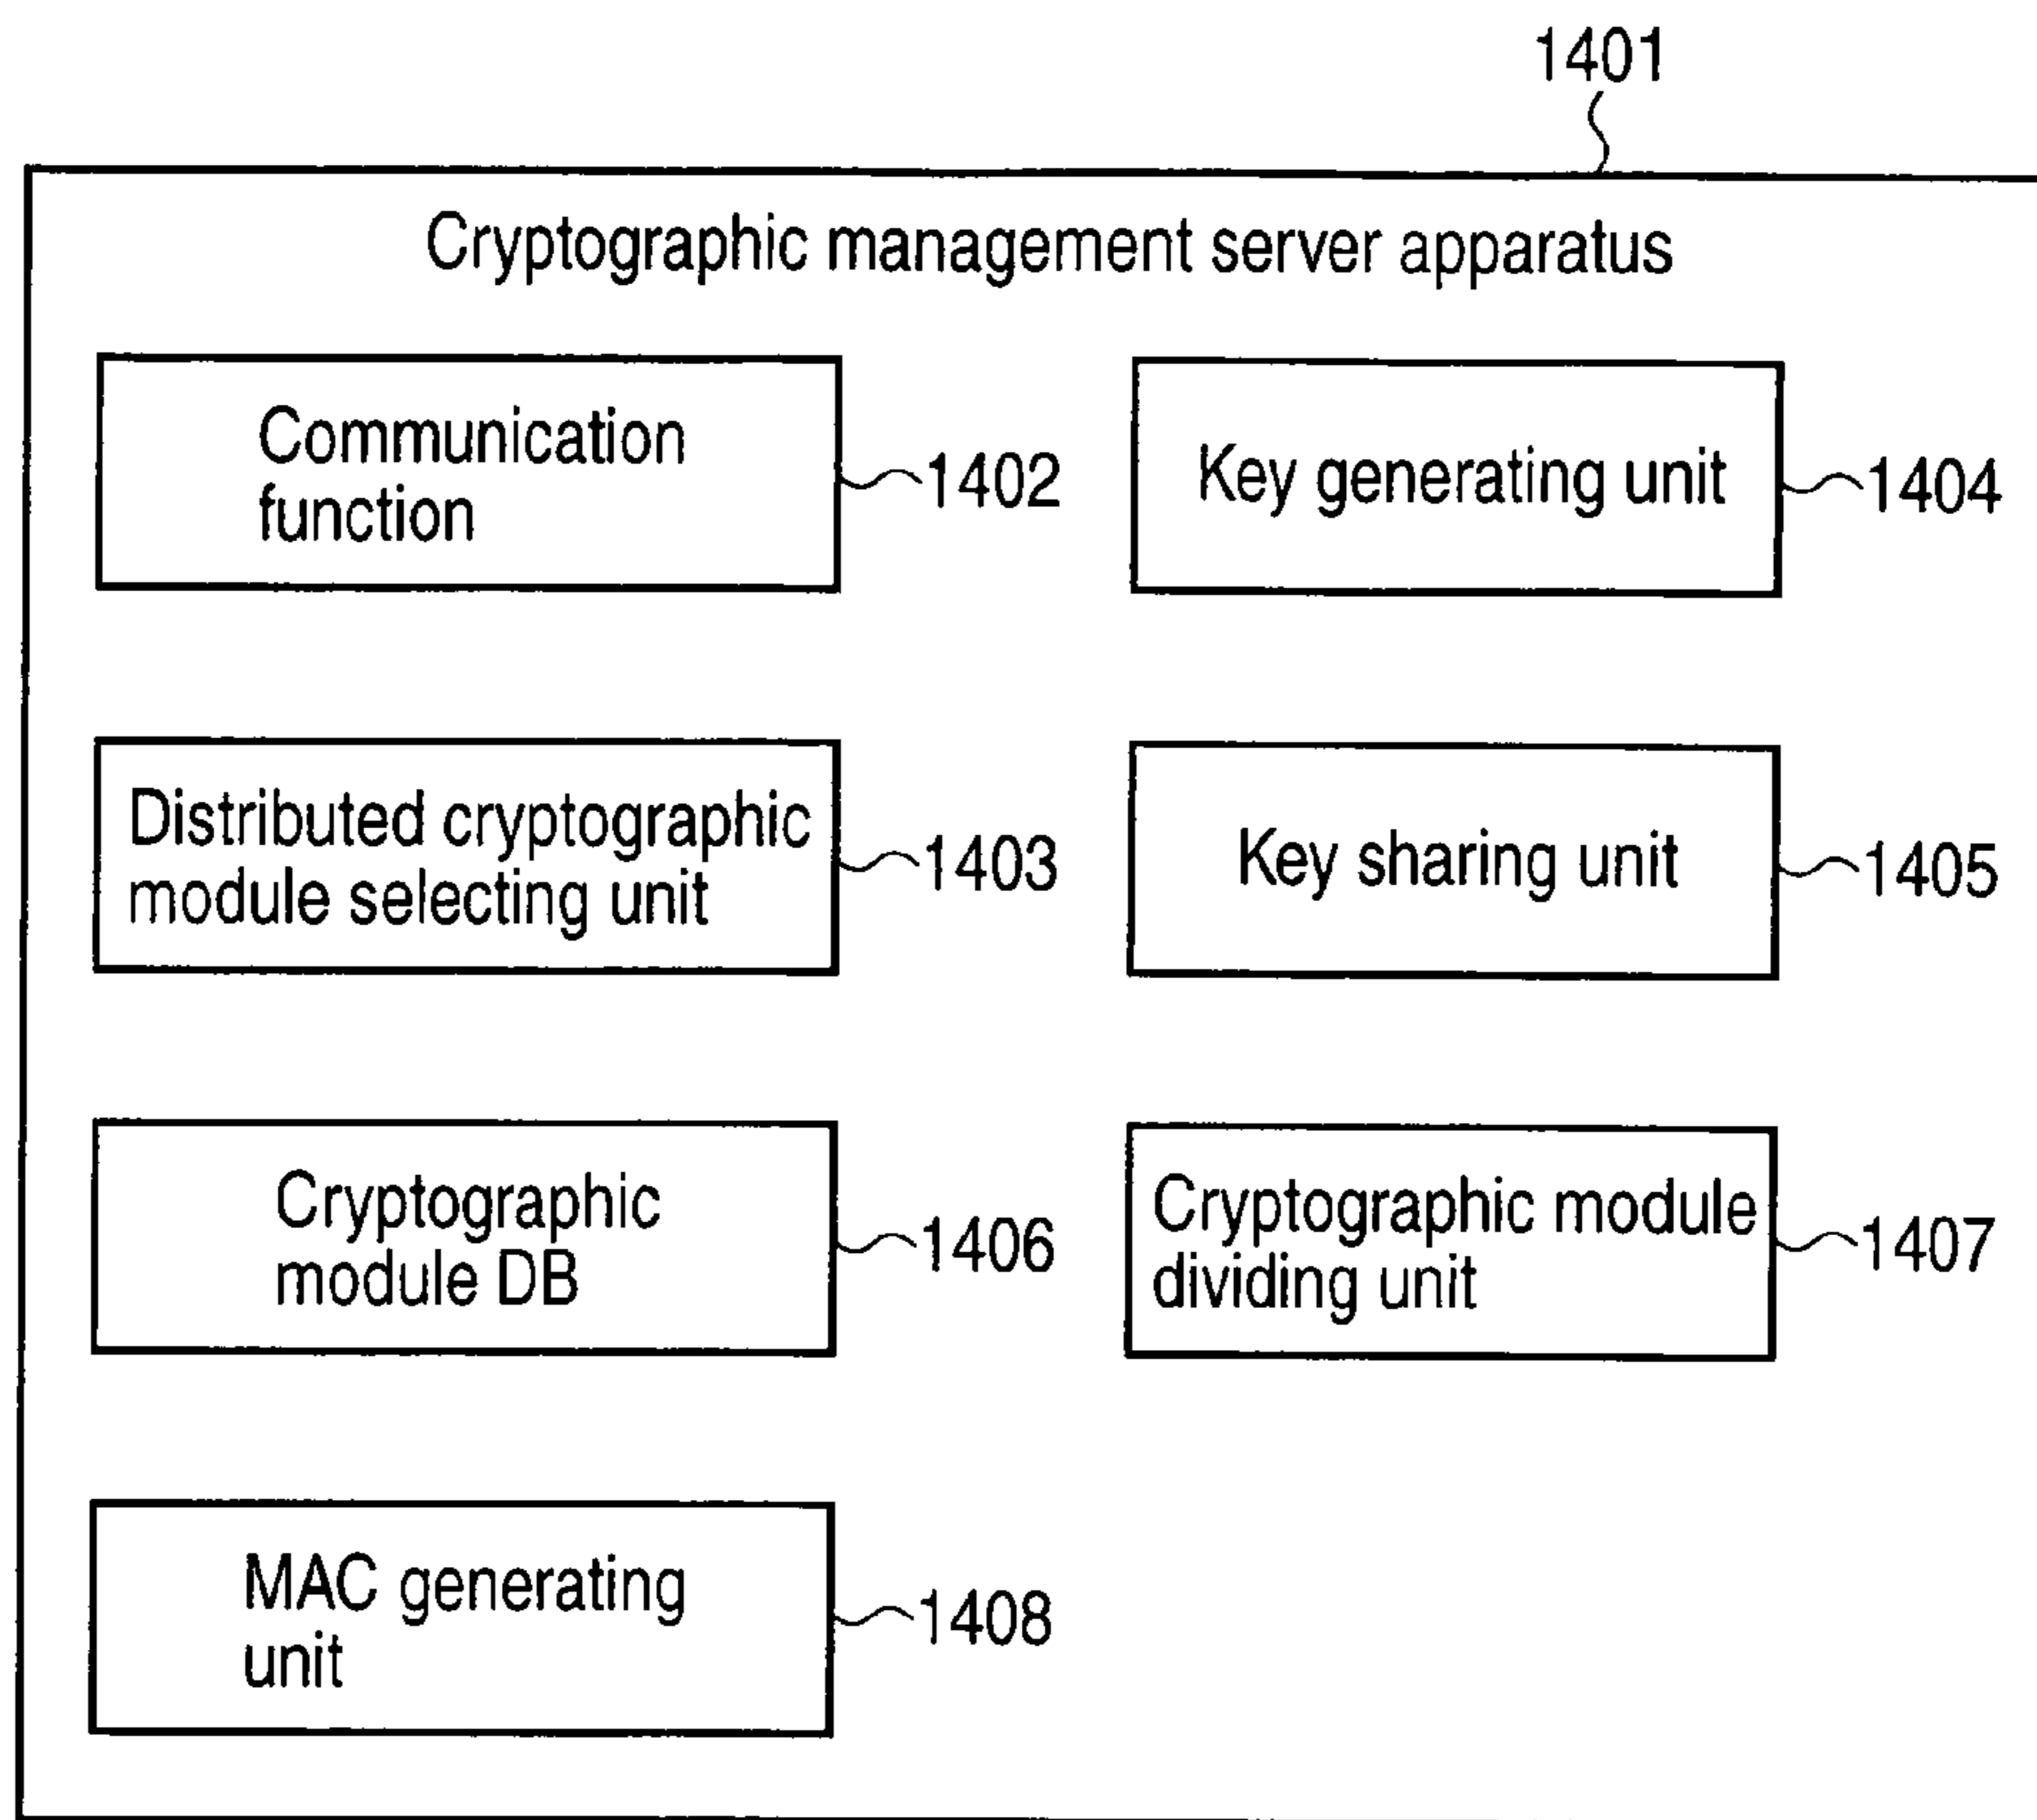 1401
Cryptographic management server apparatus
Communication
function
1402
Key generating unit
1404
Distributed cryptographic
module selecting unit
1403
Key sharing unit
1405
Cryptographic
module DB
1406
Cryptographic module
dividing unit
1407
MAC generating
unit
1408